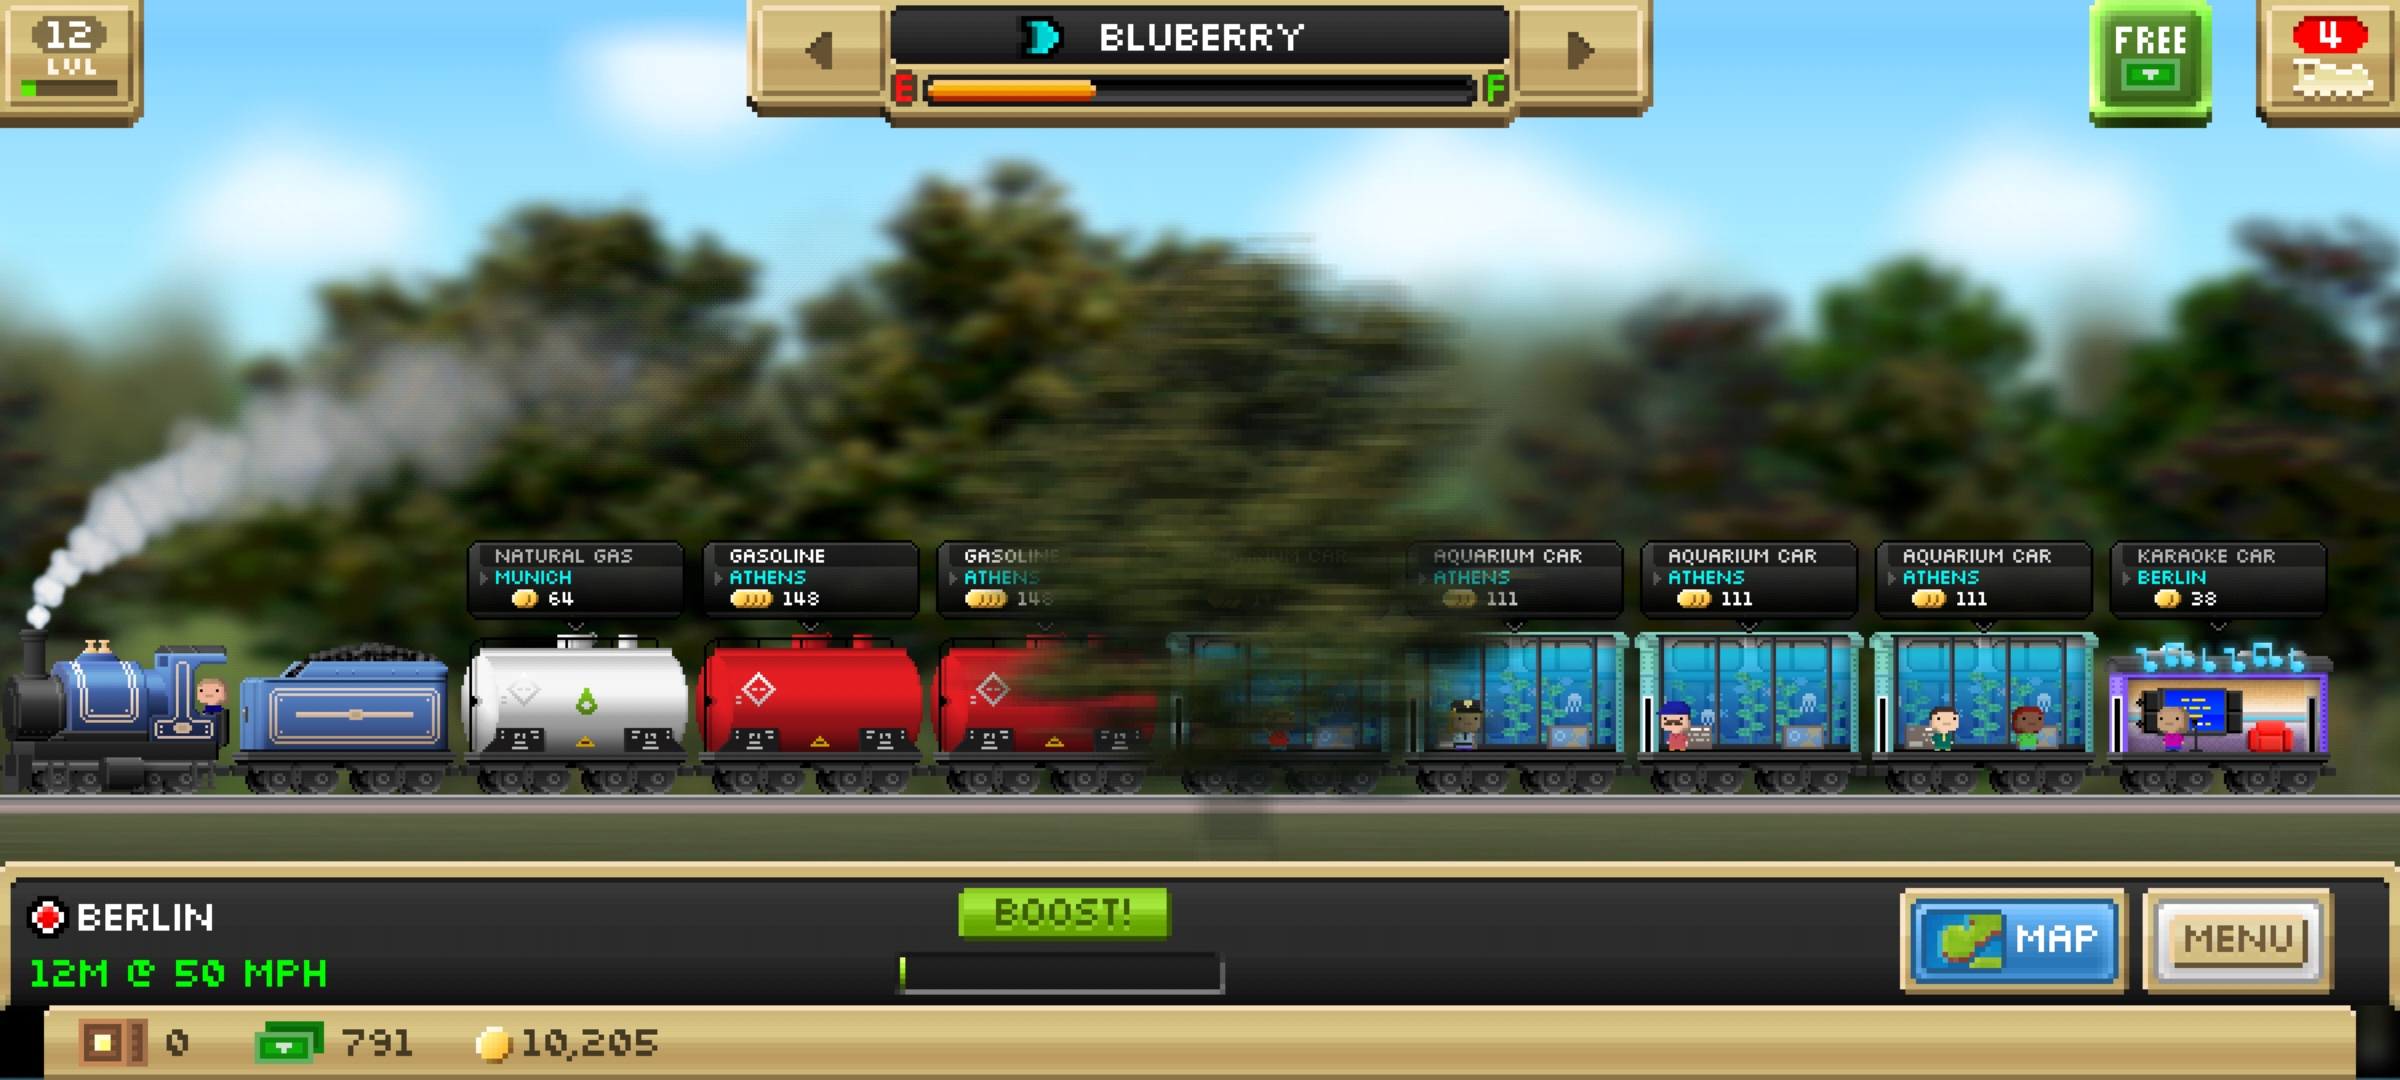 12
LVL
BLUBERRY
E
F
FREE
4
NATURAL GAS
MUNICH
64
GASOLINE
ATHENS
148
GASOLINE
ATHENS
148
AQUARIUM CAR
ATHENS
111
AQUARIUM CAR
ATHENS
111
AQUARIUM CAR
ATHENS
111
KARAOKE CAR
BERLIN
38
BERLIN
12M @ 50 MPH
BOOST!
MAP
MENU
0
791
10,205